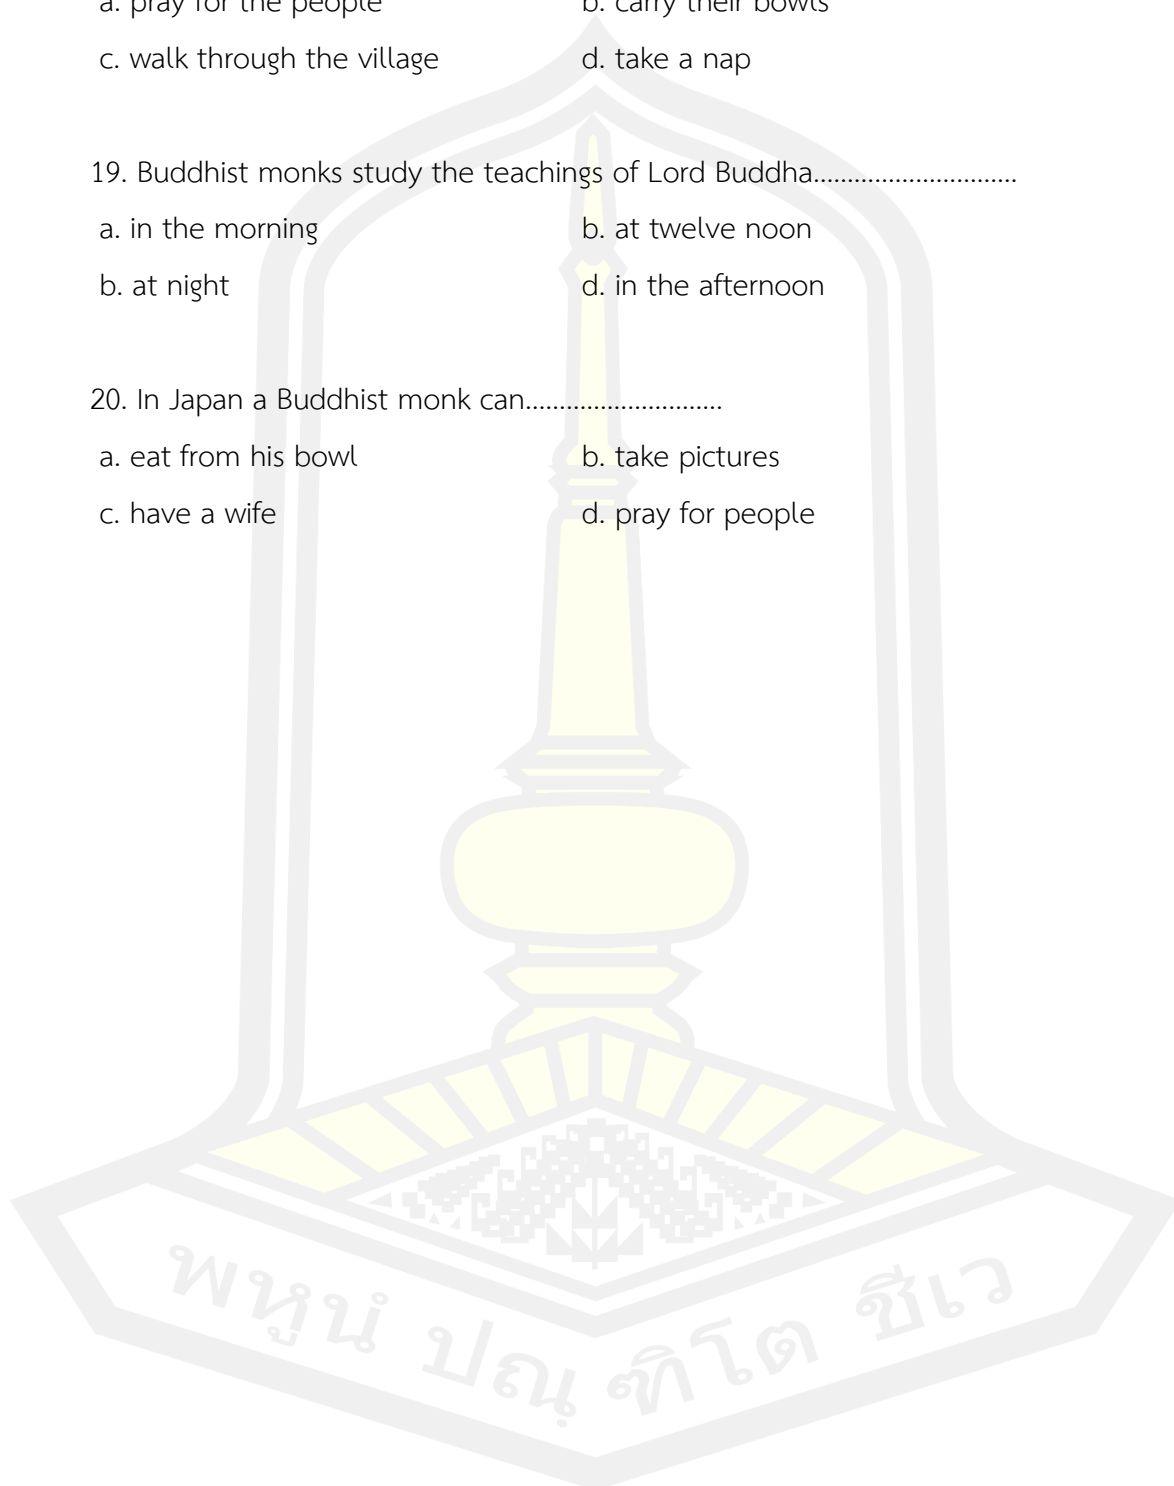 a. pray for the people b. carry their bowls
c. walk through the village d. take a nap
19. Buddhist monks study the teachings of Lord Buddha..............................
a. in the morning b. at twelve noon
b. at night d. in the afternoon
20. In Japan a Buddhist monk can.............................
a. eat from his bowl b. take pictures
c. have a wife d. pray for people
พหูนํ ปณฺฑิโต ชีเว